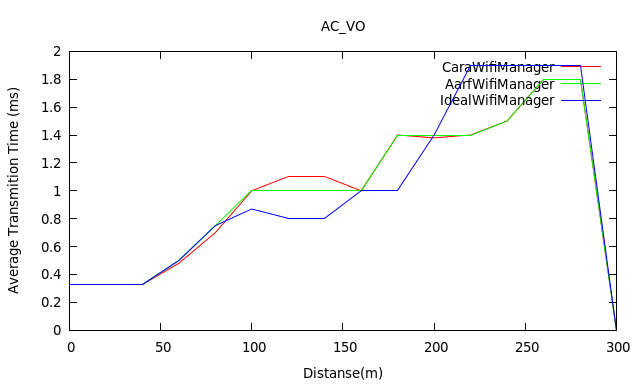 AC_VO
2
1.8
1.6
1.4
1.2
1
0.8
0.6
0.4
0.2
0
Average Transmition Time (ms)
CaraWifiManager
AarfWifiManager
IdealWifiManager
0 50 100 150 200 250 300
Distanse(m)